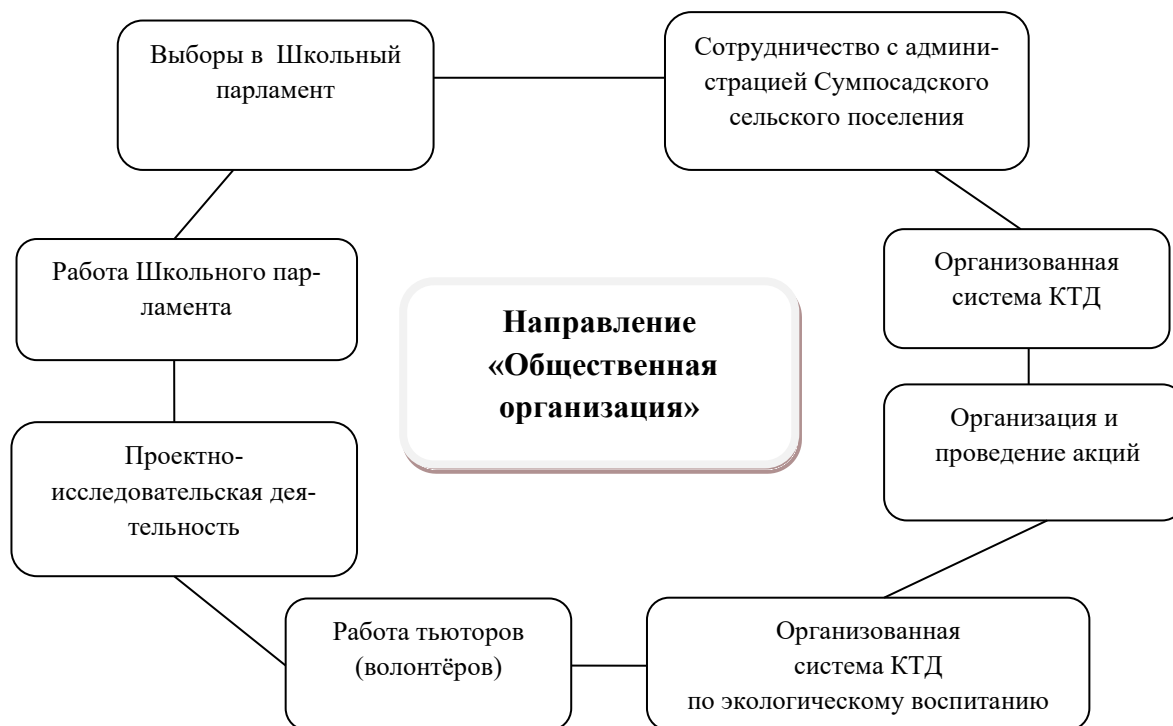 Выборы в Школьный
парламент
Сотрудничество с админи-
страцией Сумпосадского
сельского поселения
Работа Школьного пар-
ламента
Организованная
система КТД
Направление
«Общественная
организация»
Проектно-
исследовательская дея-
тельность
Организация и
проведение акций
Работа тьюторов
(волонтёров)
Организованная
система КТД
по экологическому воспитанию